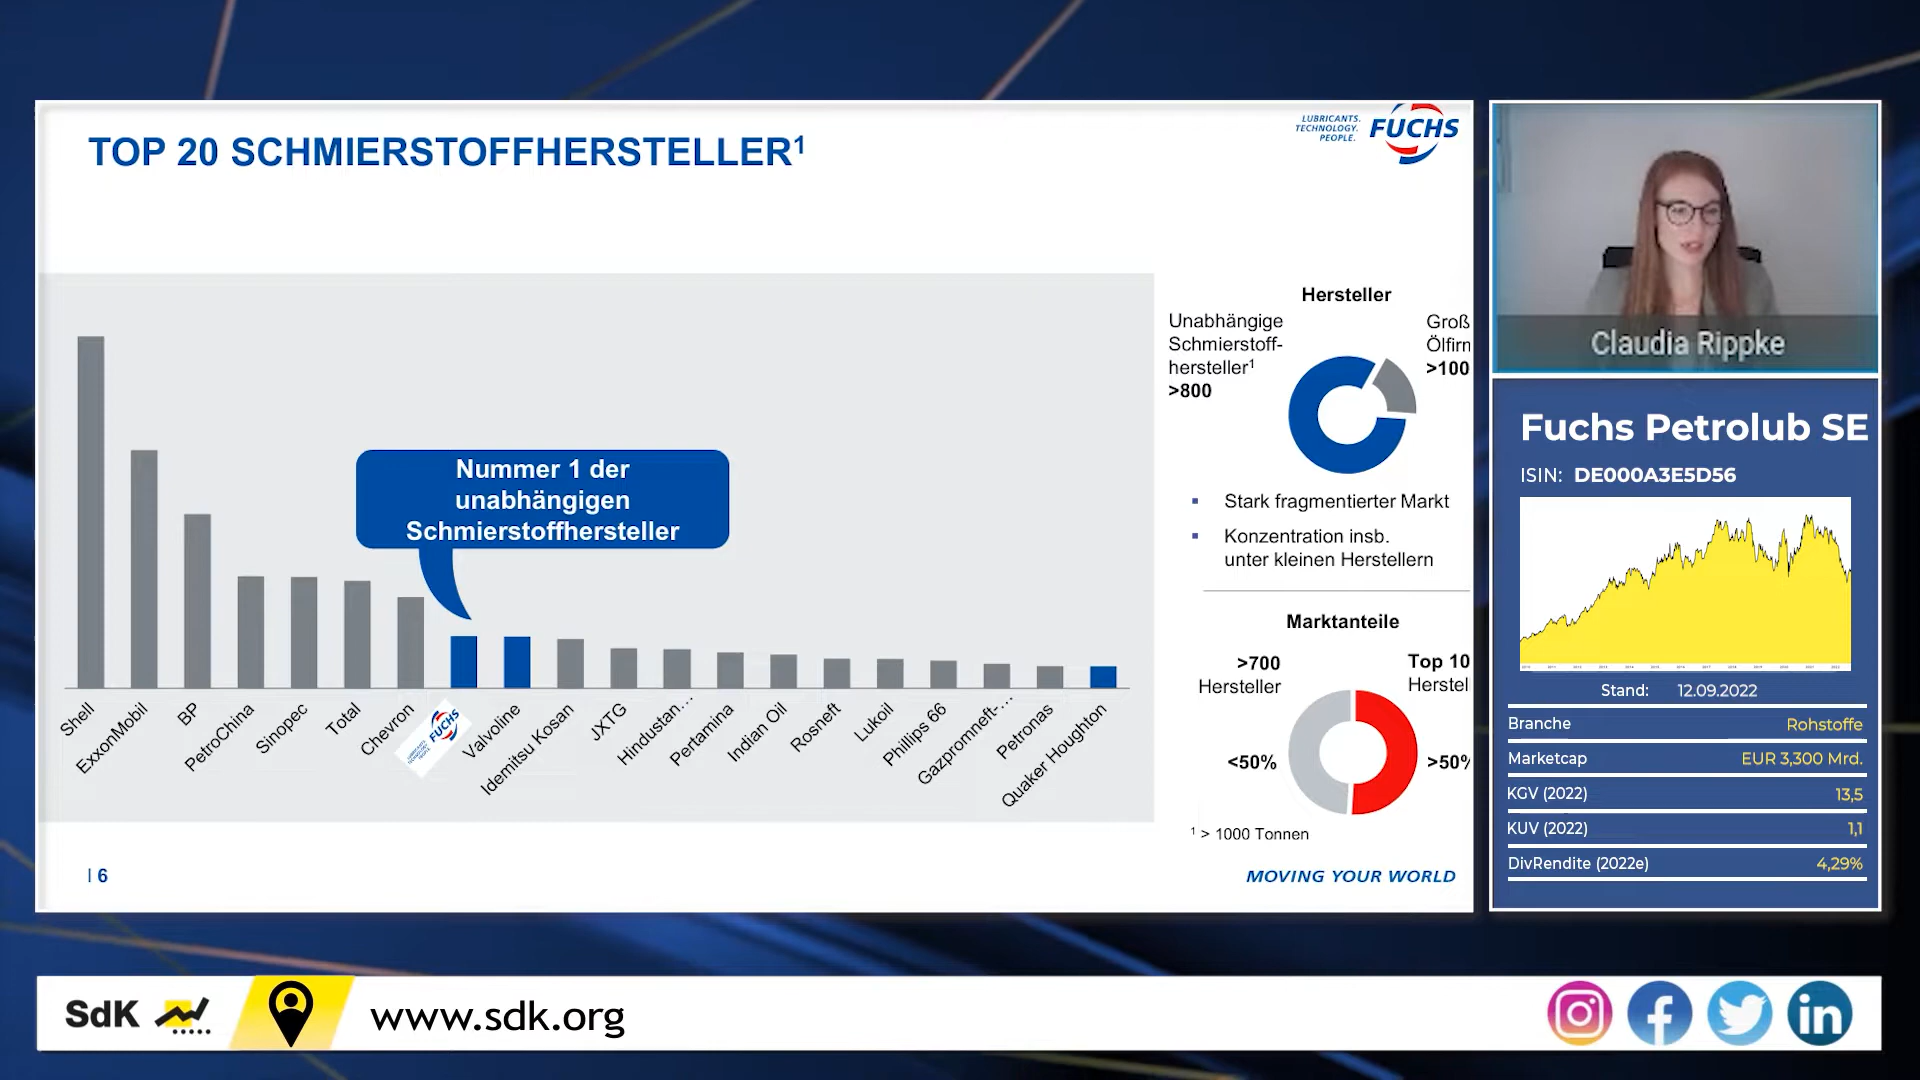 TOP 20 SCHMIERSTOFFHERSTELLER¹
LUBRICANTS.
TECHNOLOGY.
PEOPLE.
FUCHS
Nummer 1 der
unabhängigen
Schmierstoffhersteller
Shell
ExxonMobil
BP
PetroChina
Sinopec
Total
Chevron
FUCHS
Valvoline
Idemitsu Kosan
JXTG
Hindustan…
Pertamina
Indian Oil
Rosneft
Lukoil
Phillips 66
Gazpromneft-…
Petronas
Quaker Houghton
Hersteller
Unabhängige
Schmierstoff-
hersteller¹
>800
Groß
Ölfirn
>100
▪ Stark fragmentierter Markt
▪ Konzentration insb.
unter kleinen Herstellern
Marktanteile
>700
Hersteller
Top 10
Herstel
<50%
>50%
¹ > 1000 Tonnen
| 6
MOVING YOUR WORLD
Claudia Rippke
Fuchs Petrolub SE
ISIN: DE000A3E5D56
Stand: 12.09.2022
Branche Rohstoffe
Marketcap EUR 3,300 Mrd.
KGV (2022) 13,5
KUV (2022) 1,1
DivRendite (2022e) 4,29%
SdK
www.sdk.org